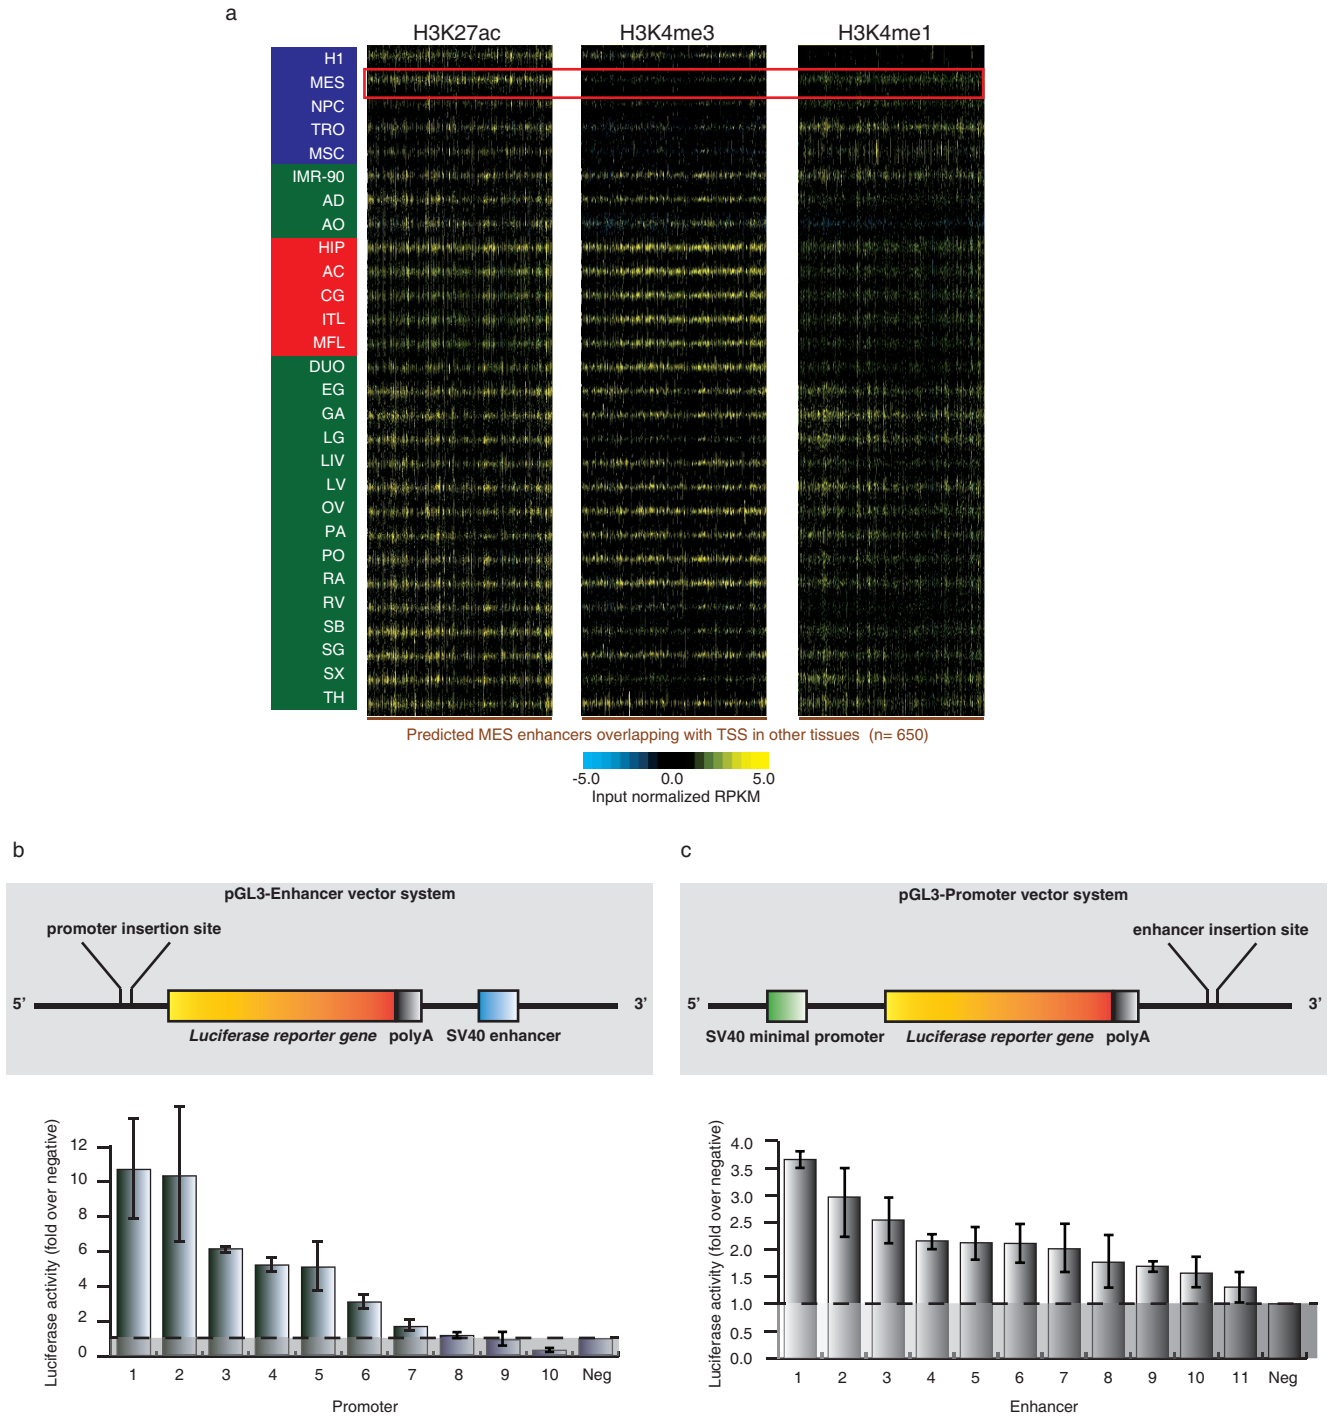 a
H3K27ac H3K4me3 H3K4me1
H1
MES
NPC
TRO
MSC
IMR-90
AD
AO
HIP
AC
CG
ITL
MFL
DUO
EG
GA
LG
LIV
LV
OV
PA
PO
RA
RV
SB
SG
SX
TH
Predicted MES enhancers overlapping with TSS in other tissues (n= 650)
-5.0 0.0 5.0
Input normalized RPKM
b
pGL3-Enhancer vector system
promoter insertion site
5’ 3’
Luciferase reporter gene polyA SV40 enhancer
Luciferase activity (fold over negative)
12
10
8
6
4
2
0
1 2 3 4 5 6 7 8 9 10 Neg
Promoter
c
pGL3-Promoter vector system
enhancer insertion site
5’ 3’
SV40 minimal promoter Luciferase reporter gene polyA
Luciferase activity (fold over negative)
4.0
3.5
3.0
2.5
2.0
1.5
1.0
0.5
0.0
1 2 3 4 5 6 7 8 9 10 11 Neg
Enhancer